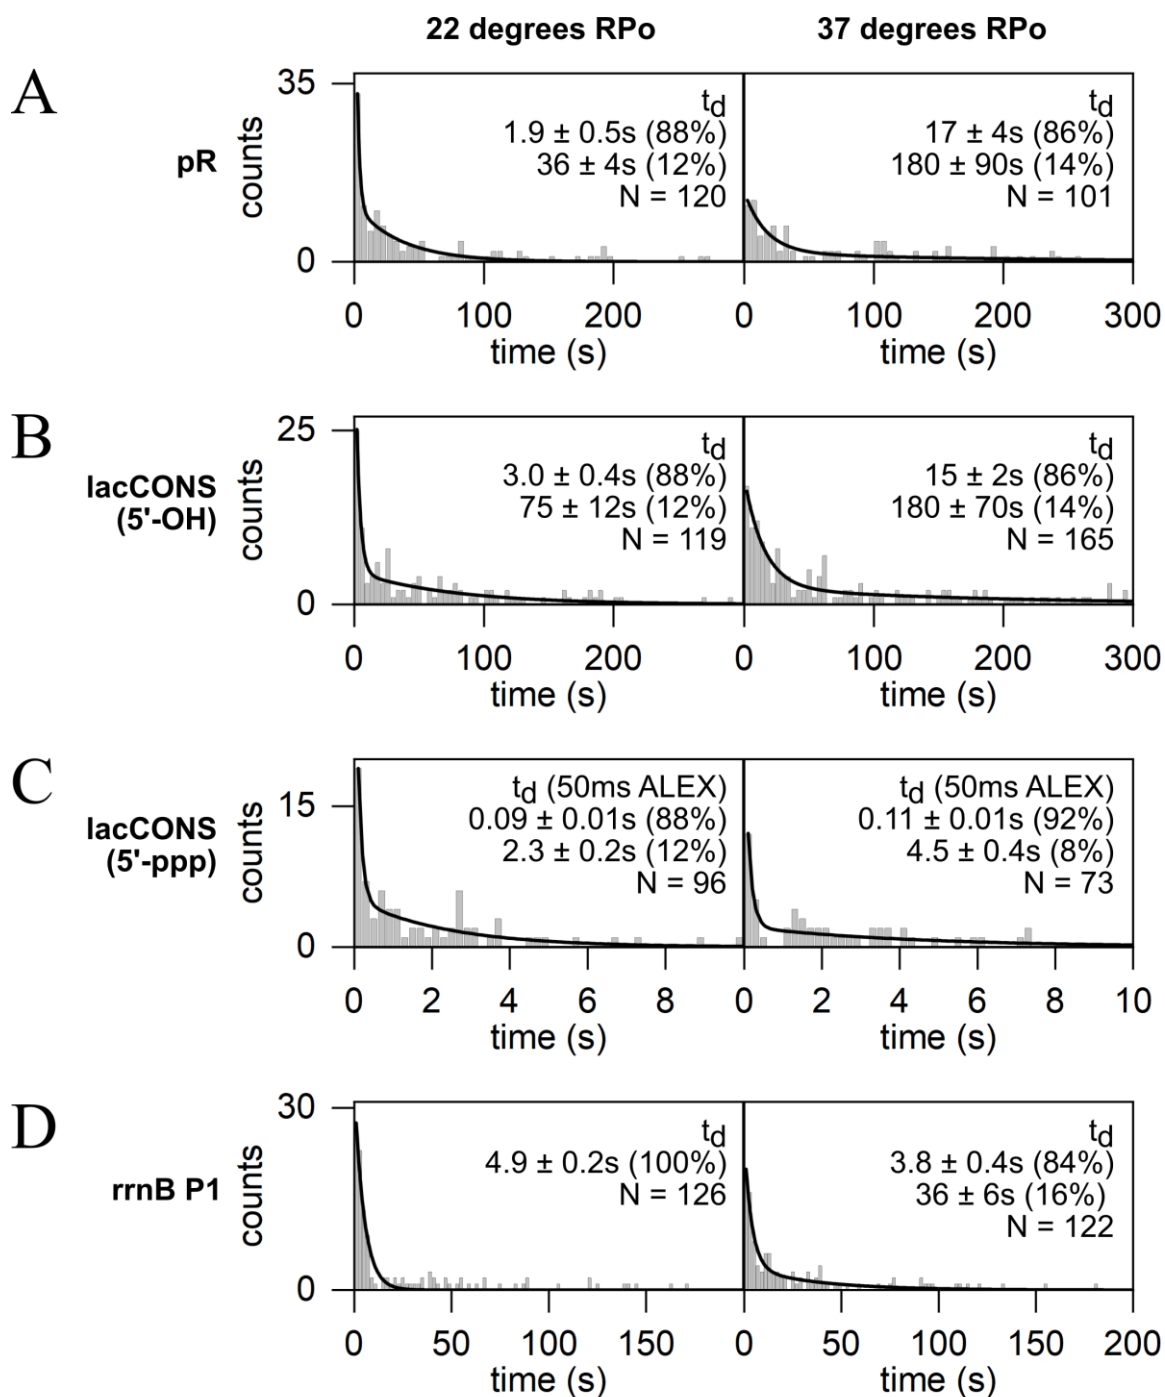 22 degrees RPo
37 degrees RPo
A
pR
counts
35
0
td
1.9 ± 0.5s (88%)
36 ± 4s (12%)
N = 120
td
17 ± 4s (86%)
180 ± 90s (14%)
N = 101
0 100 200 0 100 200 300
time (s) time (s)
B
lacCONS
(5'-OH)
counts
25
0
td
3.0 ± 0.4s (88%)
75 ± 12s (12%)
N = 119
td
15 ± 2s (86%)
180 ± 70s (14%)
N = 165
0 100 200 0 100 200 300
time (s) time (s)
C
lacCONS
(5'-ppp)
counts
15
0
td (50ms ALEX)
0.09 ± 0.01s (88%)
2.3 ± 0.2s (12%)
N = 96
td (50ms ALEX)
0.11 ± 0.01s (92%)
4.5 ± 0.4s (8%)
N = 73
0 2 4 6 8 0 2 4 6 8 10
time (s) time (s)
D
rrnB P1
counts
30
0
td
4.9 ± 0.2s (100%)
N = 126
td
3.8 ± 0.4s (84%)
36 ± 6s (16%)
N = 122
0 50 100 150 0 50 100 150 200
time (s) time (s)